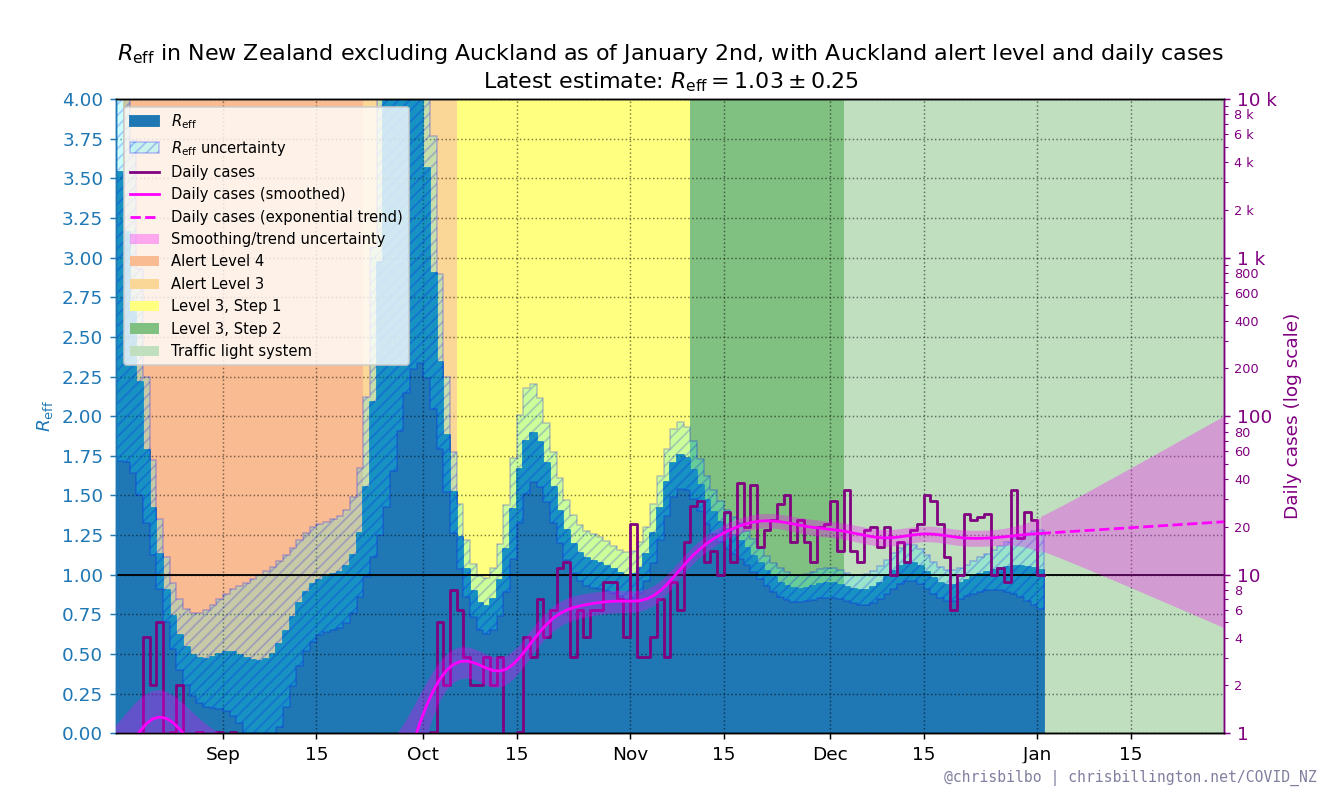 Reff in New Zealand excluding Auckland as of January 2nd, with Auckland alert level and daily cases
Latest estimate: Reff = 1.03 ± 0.25
Reff
Reff uncertainty
Daily cases
Daily cases (smoothed)
Daily cases (exponential trend)
Smoothing/trend uncertainty
Alert Level 4
Alert Level 3
Level 3, Step 1
Level 3, Step 2
Traffic light system
Reff
4.00
3.75
3.50
3.25
3.00
2.75
2.50
2.25
2.00
1.75
1.50
1.25
1.00
0.75
0.50
0.25
0.00
Sep 15 Oct 15 Nov 15 Dec 15 Jan 15
10 k
8 k
6 k
4 k
2 k
1 k
800
600
400
200
100
80
60
40
20
10
8
6
4
2
1
Daily cases (log scale)
@chrisbilbo | chrisbillington.net/COVID_NZ